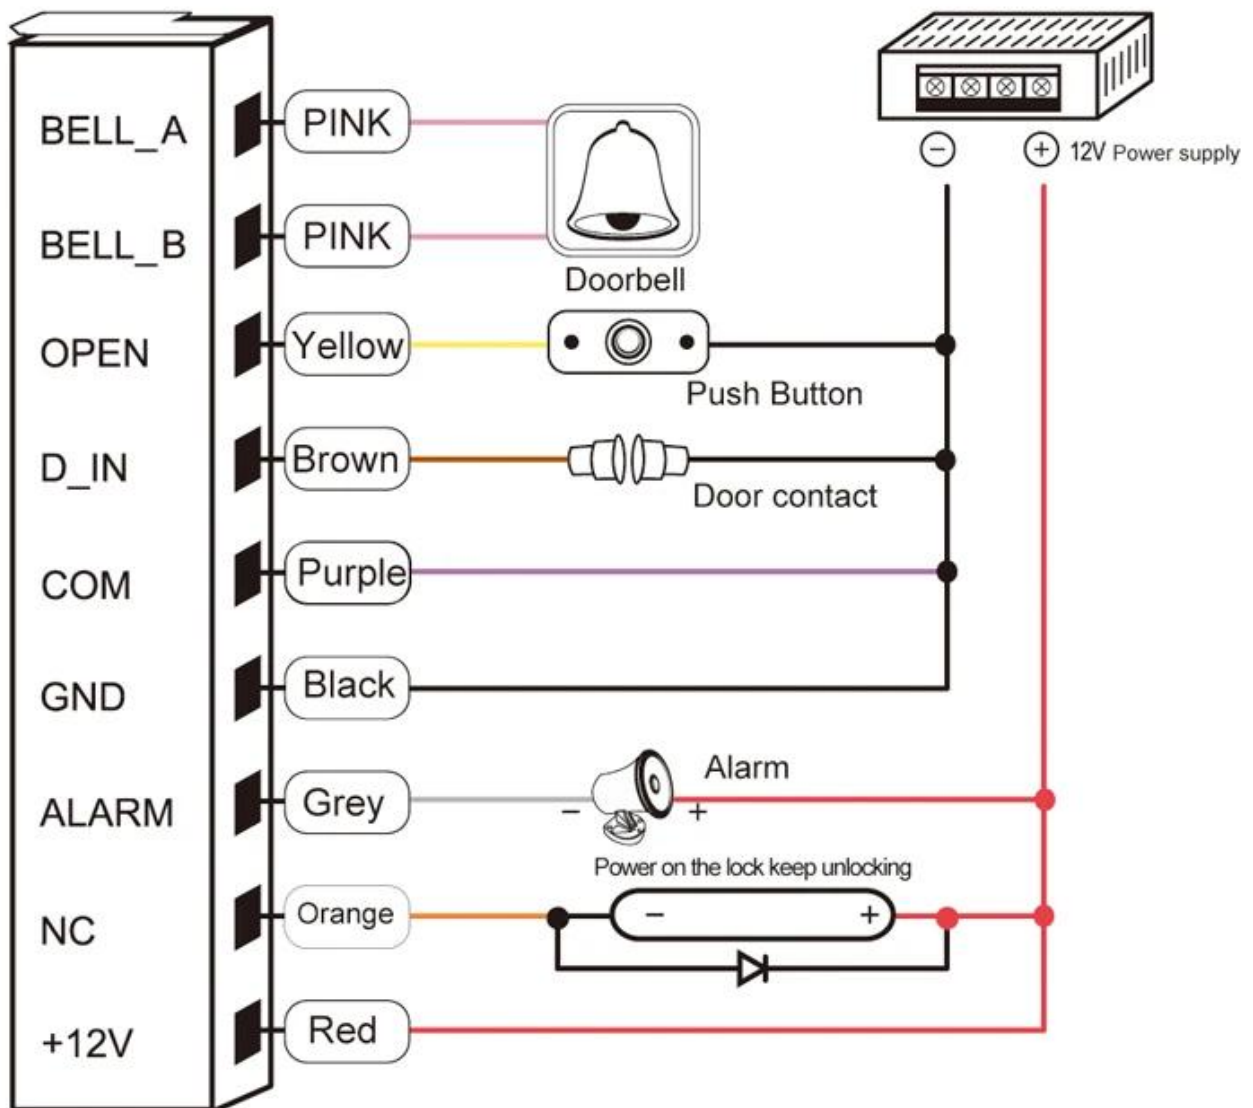 BELL_A
PINK
BELL_B
PINK
Doorbell
OPEN
Yellow
Push Button
D_IN
Brown
Door contact
COM
Purple
GND
Black
ALARM
Grey
− +
Alarm
Power on the lock keep unlocking
NC
Orange
− +
+12V
Red
− + 12V Power supply